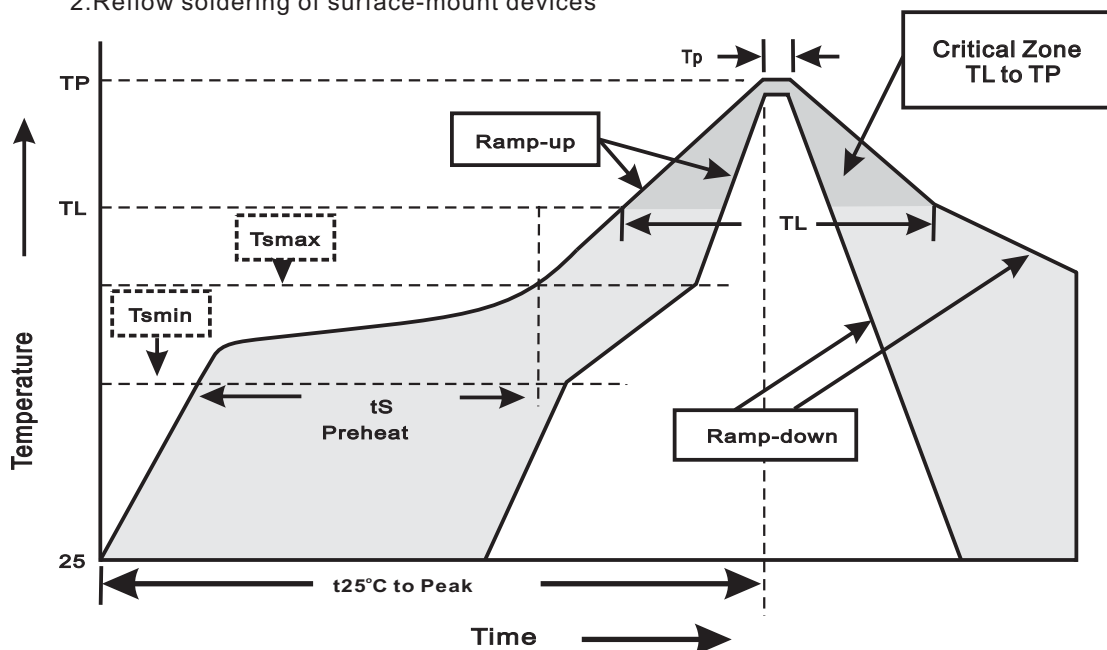 2.Reflow soldering of surface-mount devices
Tp
Critical Zone
TL to TP
TP
Ramp-up
TL
TL
Tsmax
Tsmin
Temperature
tS
Preheat
Ramp-down
25
t25°C to Peak
Time